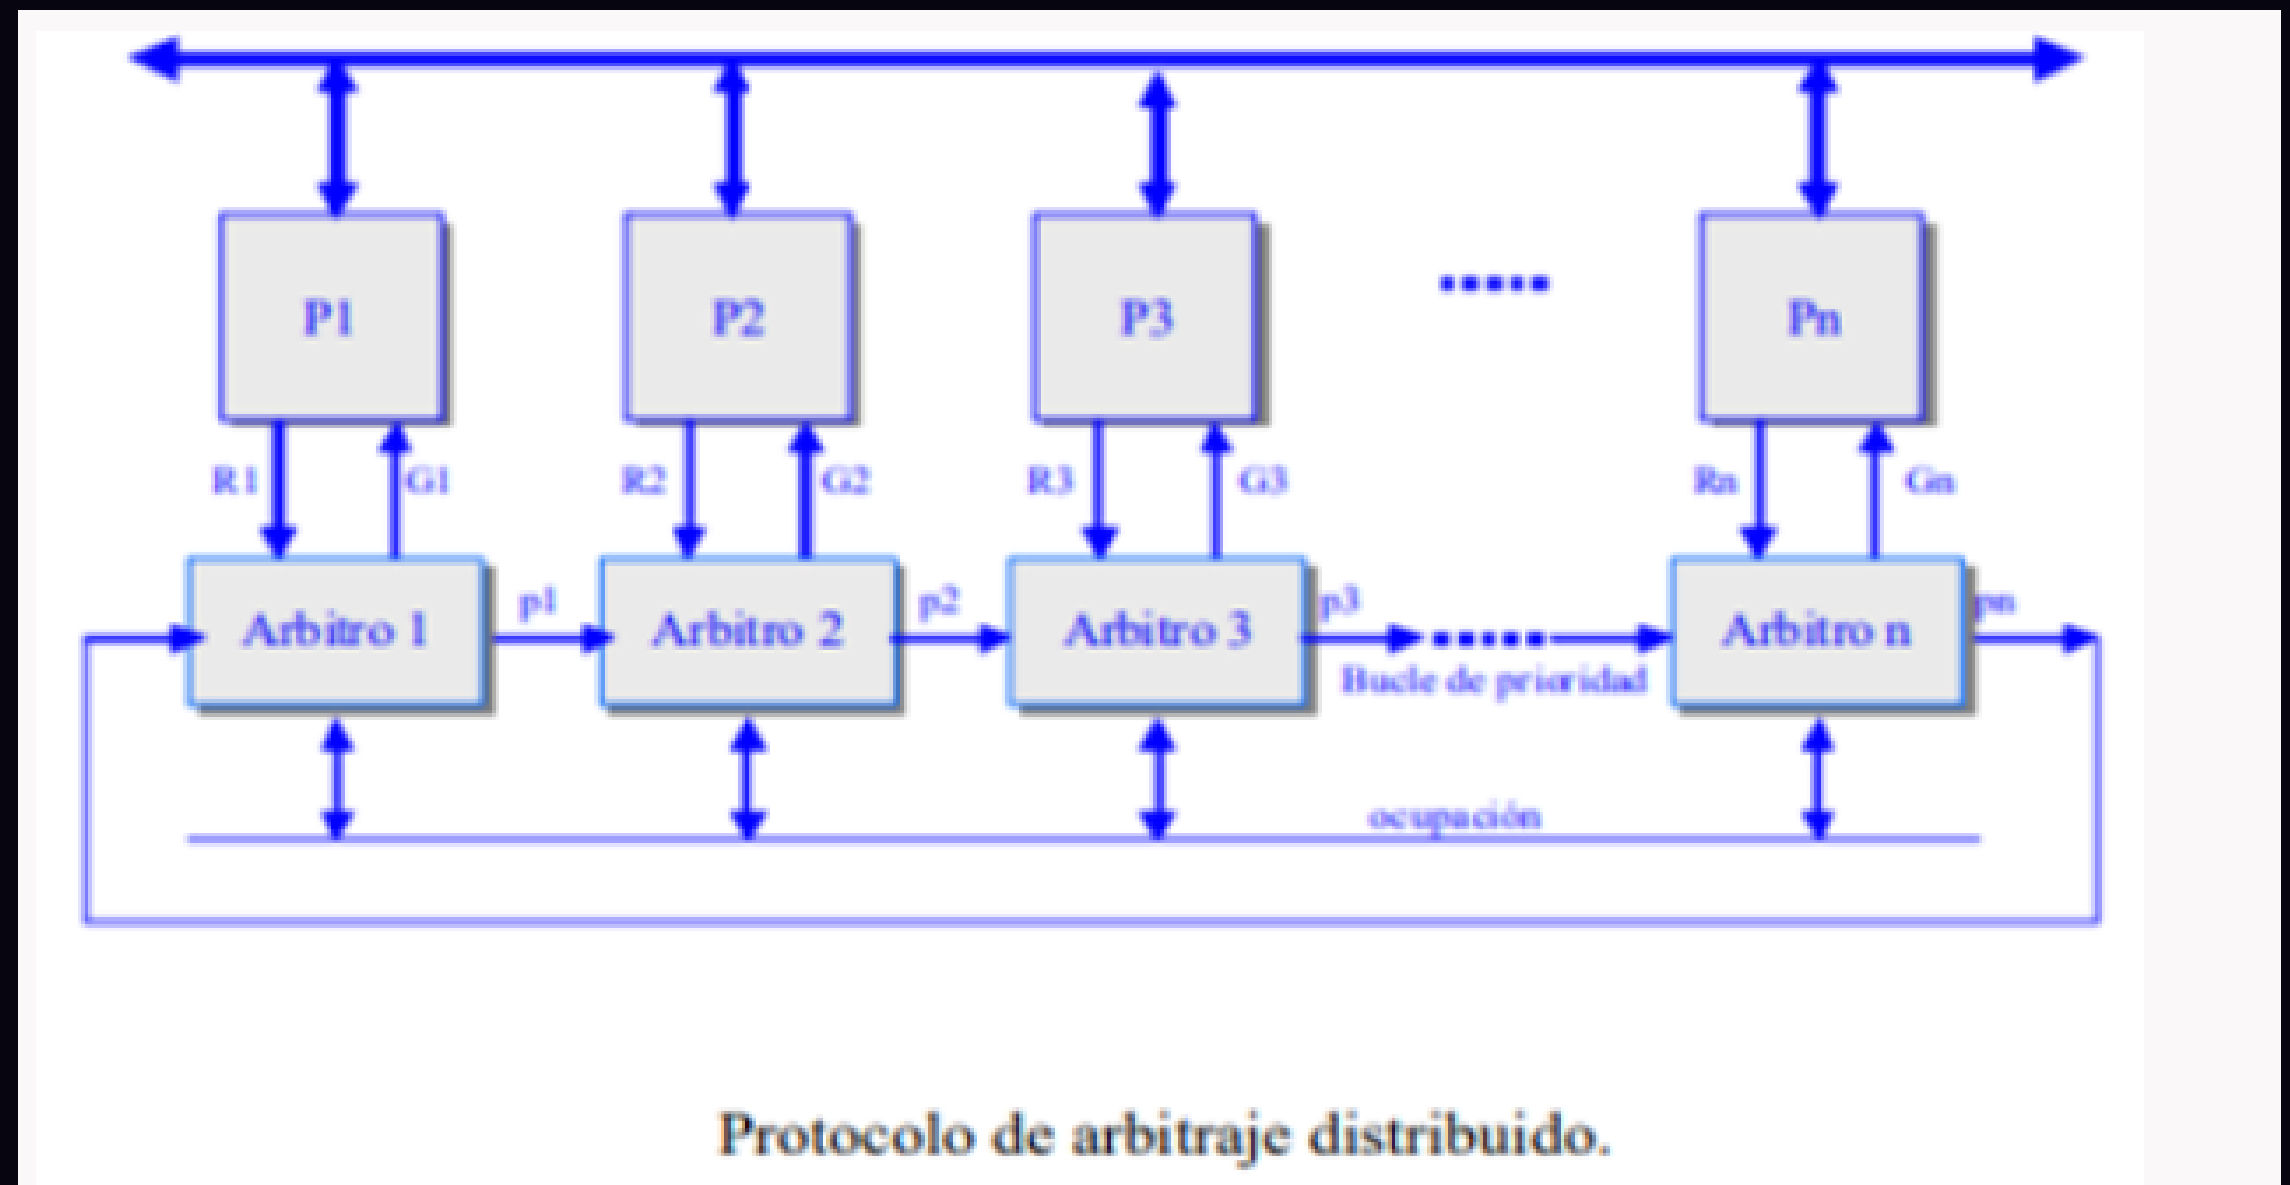 P1 P2 P3 Pn
R1 G1 R2 G2 R3 G3 Rn Gn
Arbitro 1 p1 Arbitro 2 p2 Arbitro 3 p3 Arbitro n pn
Bucle de prioridad
ocupación
Protocolo de arbitraje distribuido.